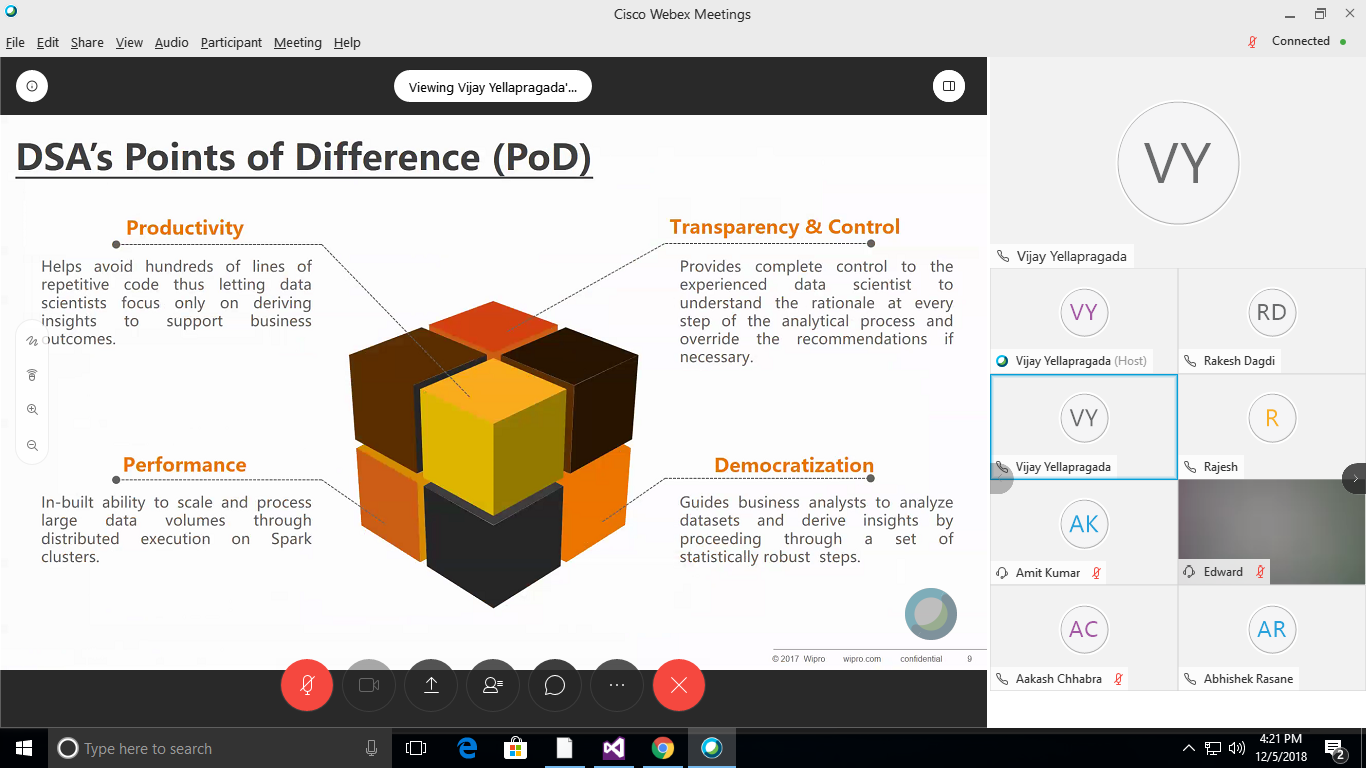 Cisco Webex Meetings
File Edit Share View Audio Participant Meeting Help
Connected
Viewing Vijay Yellapragada'...
DSA's Points of Difference (PoD)
Productivity
Helps avoid hundreds of lines of
repetitive code thus letting data
scientists focus only on deriving
insights to support business
outcomes.
Transparency & Control
Provides complete control to the
experienced data scientist to
understand the rationale at every
step of the analytical process and
override the recommendations if
necessary.
Performance
In-built ability to scale and process
large data volumes through
distributed execution on Spark
clusters.
Democratization
Guides business analysts to analyze
datasets and derive insights by
proceeding through a set of
statistically robust steps.
© 2017 Wipro wipro.com confidential 9
VY
Vijay Yellapragada
VY
Vijay Yellapragada (Host)
RD
Rakesh Dagdi
VY
Vijay Yellapragada
R
Rajesh
AK
Amit Kumar
Edward
AC
Aakash Chhabra
AR
Abhishek Rasane
Type here to search
4:21 PM
12/5/2018
2